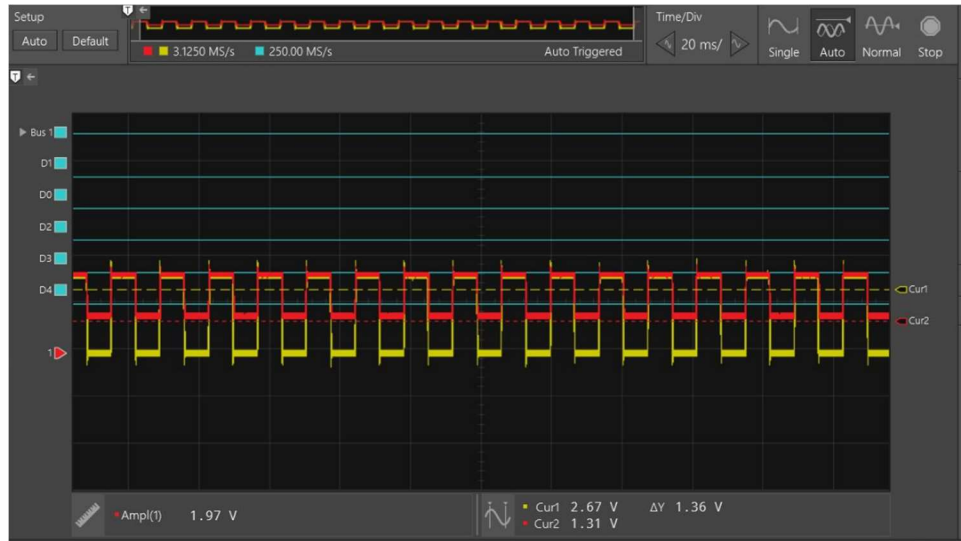 Setup
Auto Default
T
3.1250 MS/s 250.00 MS/s Auto Triggered
Time/Div
20 ms/
Single Auto Normal Stop
T
Bus 1
D1
D0
D2
D3
D4
Cur1
Cur2
1
Ampl(1) 1.97 V
Cur1 2.67 V ΔY 1.36 V
Cur2 1.31 V